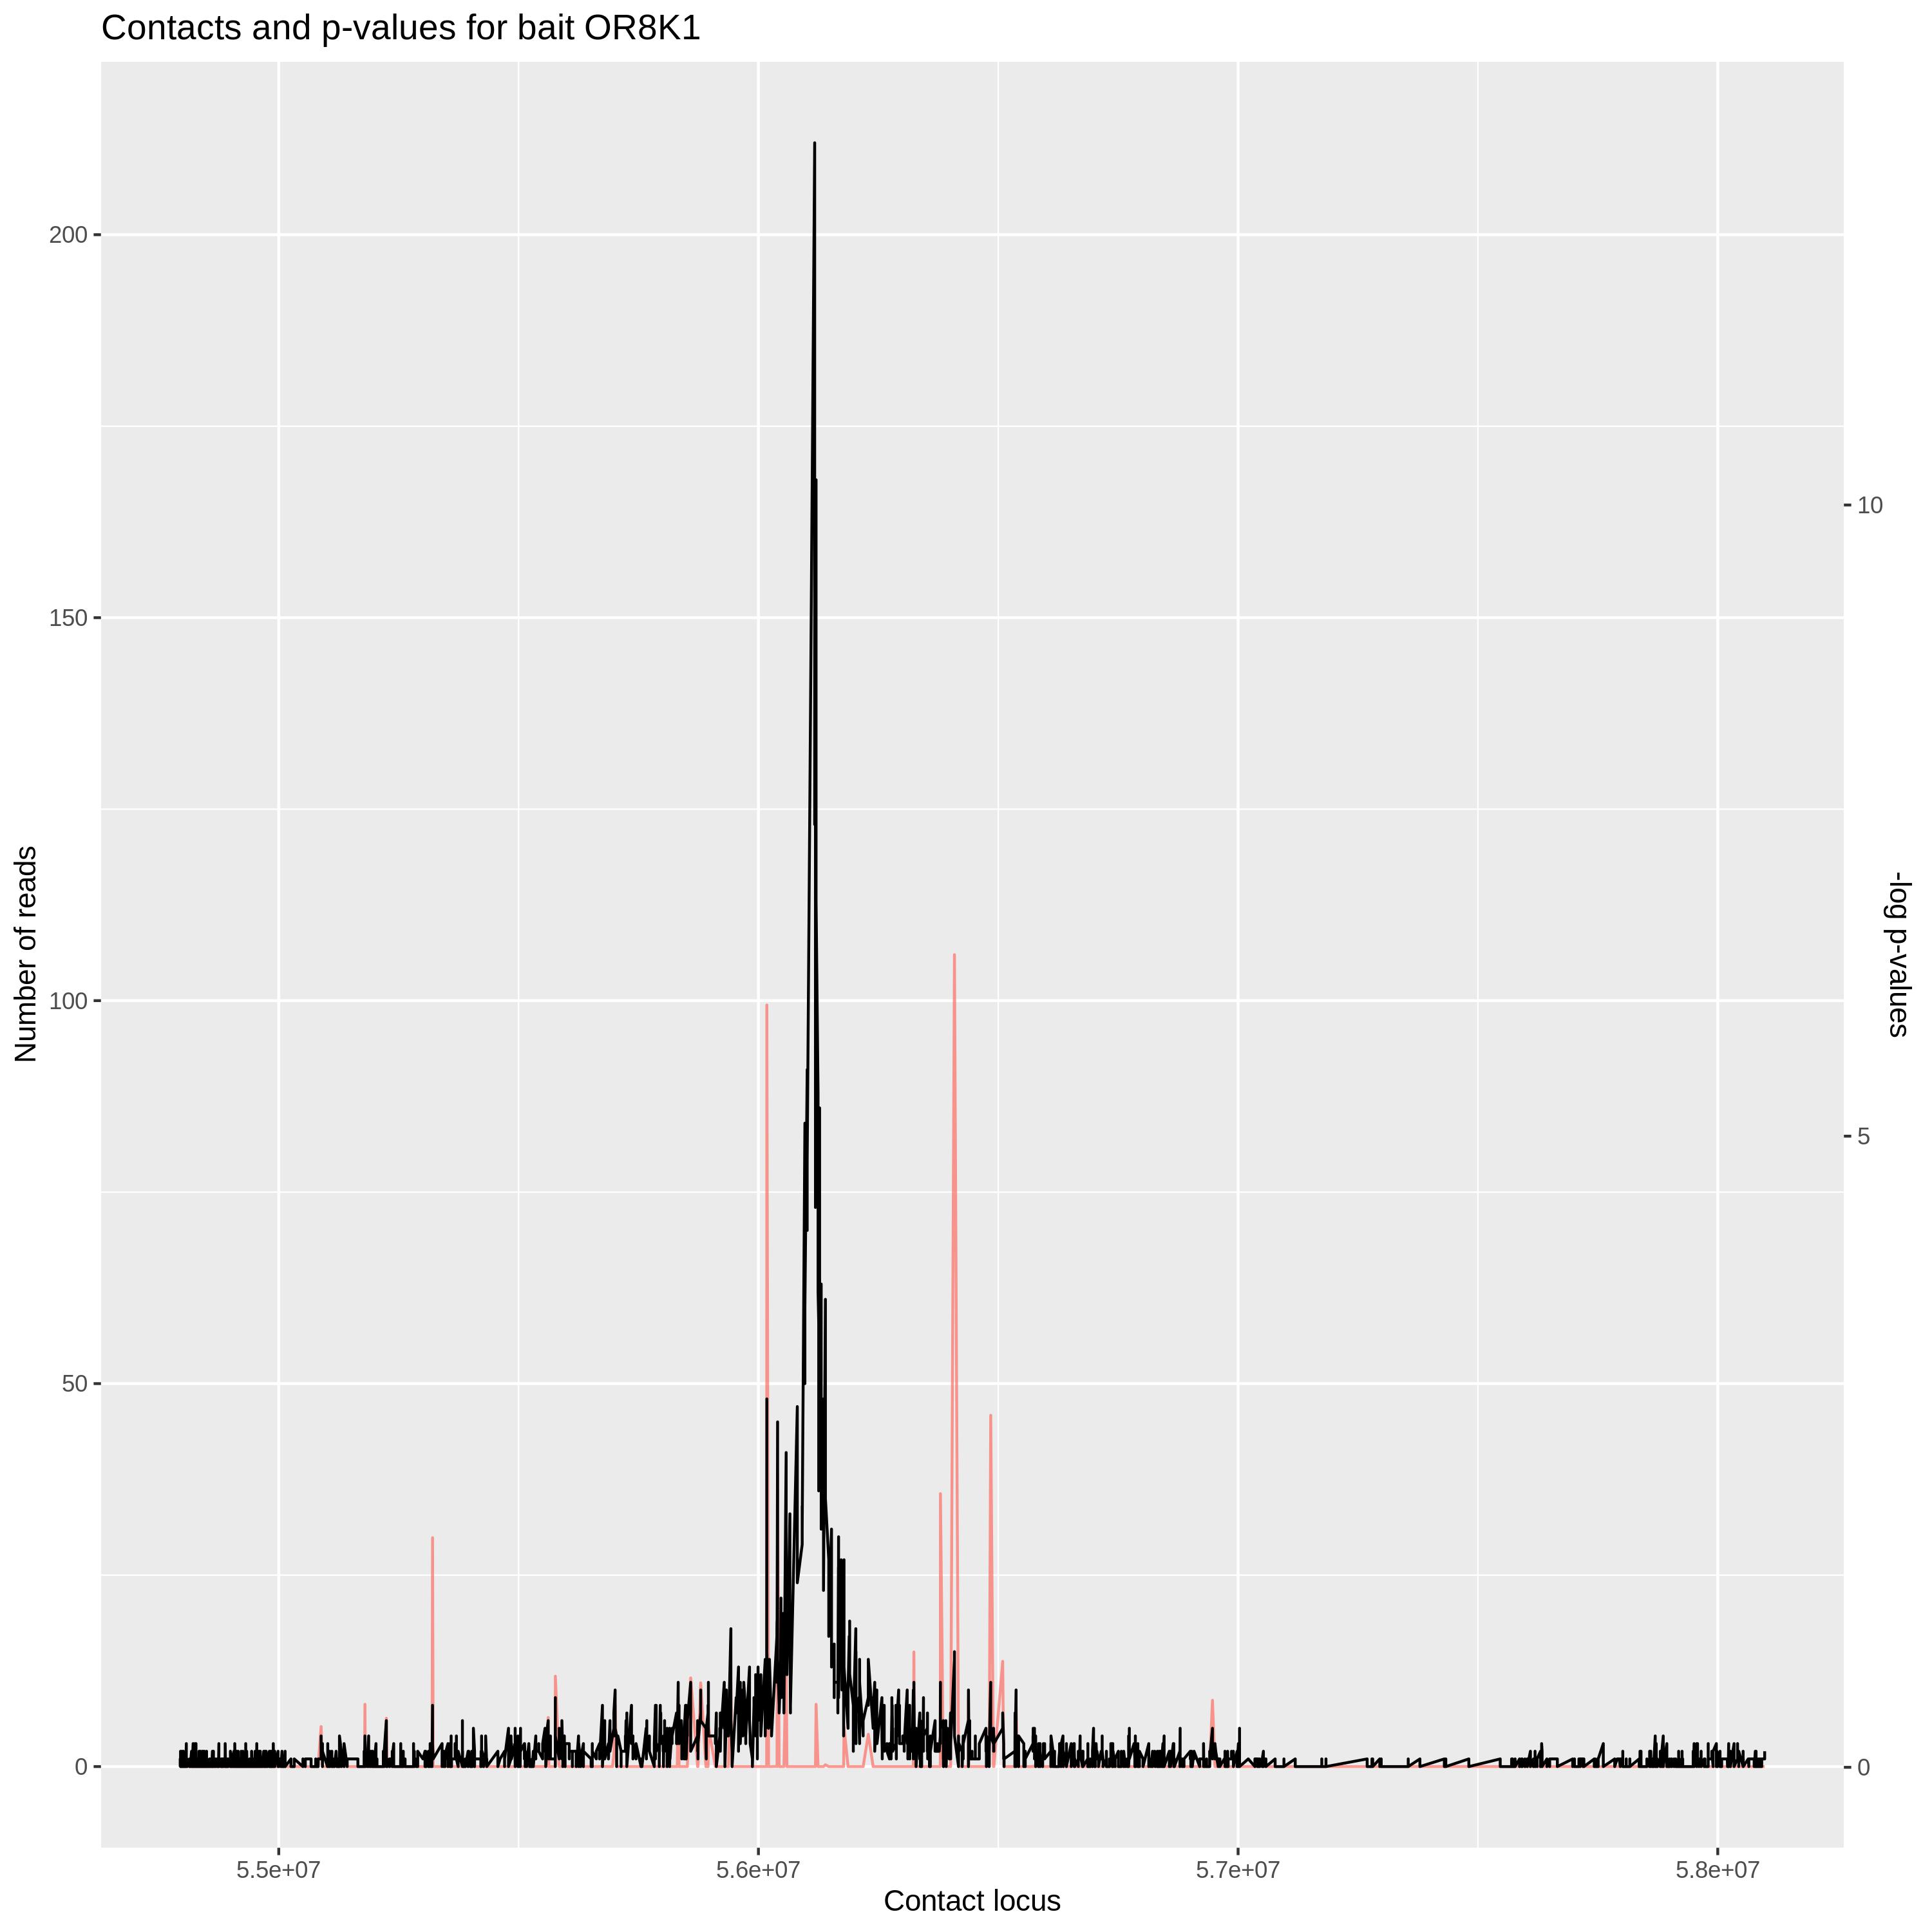 Contacts and p-values for bait OR8K1
200
150
100
50
0
Number of reads
10
5
0
-log p-values
5.5e+07 5.6e+07 5.7e+07 5.8e+07
Contact locus